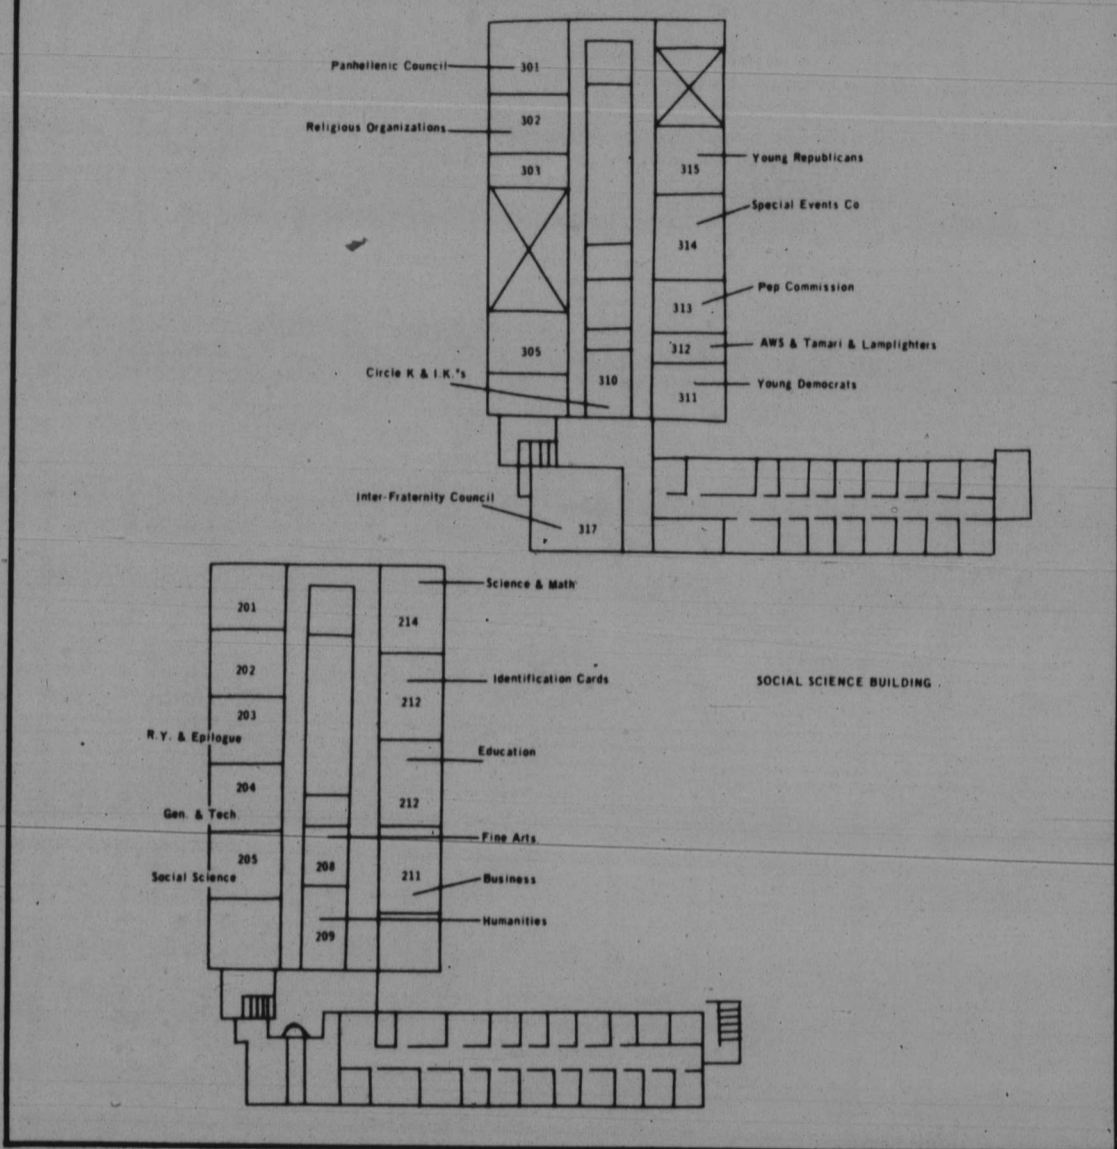 Panhellenic Council
301
302
Religious Organizations
303
Young Republicans
315
Special Events Co
314
Pep Commission
313
305
312
AWS & Tamari & Lamplighters
Circle K & I.K.'s
310
Young Democrats
311
Inter-Fraternity Council
317
Science & Math
201
214
202
Identification Cards
SOCIAL SCIENCE BUILDING
212
203
R.Y. & Epilogue
Education
204
212
Gen. & Tech.
Fine Arts
205
208
211
Social Science
Business
Humanities
209